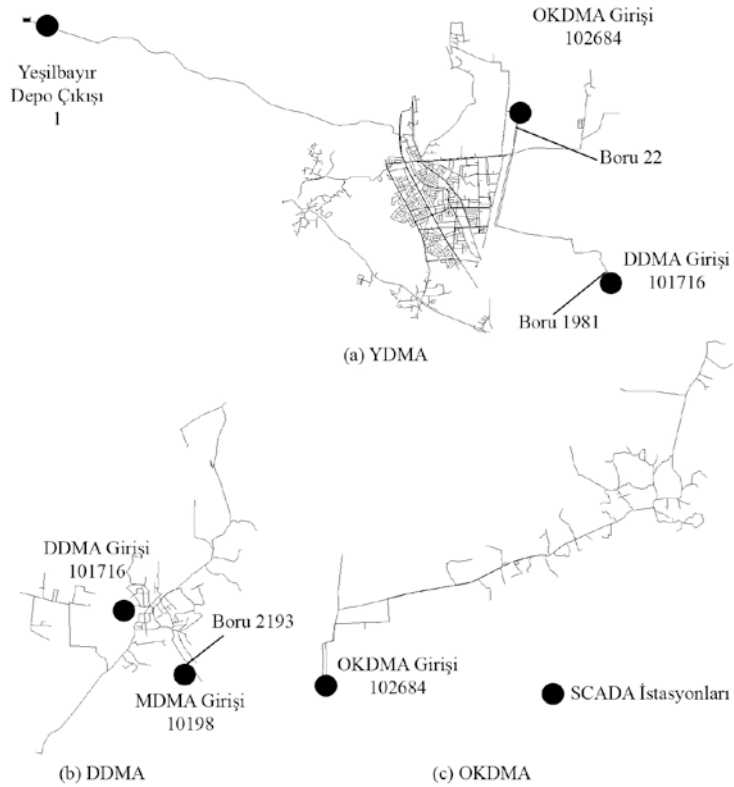 OKDMA Girişi
102684
Yeşilbayır
Depo Çıkışı
1
Boru 22
DDMA Girişi
101716
Boru 1981
(a) YDMA
DDMA Girişi
101716
Boru 2193
MDMA Girişi
10198
OKDMA Girişi
102684
SCADA İstasyonları
(b) DDMA
(c) OKDMA